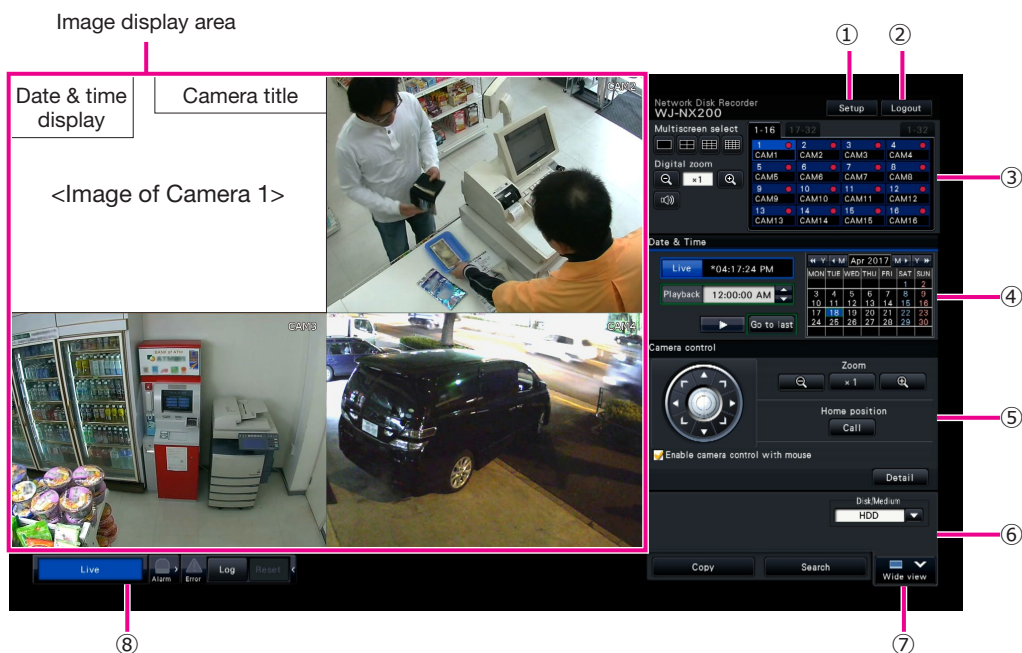 Image display area
① ②
Date & time
display
Camera title
CAM2
<Image of Camera 1>
CAM3
BANK of ATM
CAM4
Network Disk Recorder
WJ-NX200
Setup Logout
Multiscreen select
1-16 17-32 1-32
1 2 3 4
CAM1 CAM2 CAM3 CAM4
Digital zoom
5 6 7 8
CAM5 CAM6 CAM7 CAM8
×1
9 10 11 12
CAM9 CAM10 CAM11 CAM12
13 14 15 16
CAM13 CAM14 CAM15 CAM16
③
Date & Time
Live *04:17:24 PM
Playback 12:00:00 AM
Go to last
Y M Apr 2017 M Y
MON TUE WED THU FRI SAT SUN
1 2
3 4 5 6 7 8 9
10 11 12 13 14 15 16
17 18 19 20 21 22 23
24 25 26 27 28 29 30
④
Camera control
Zoom
×1
Home position
Call
⑤
Enable camera control with mouse
Detail
Disk/Medium
HDD
⑥
Copy Search
Wide view
Live Alarm Error Log Reset
⑧ ⑦